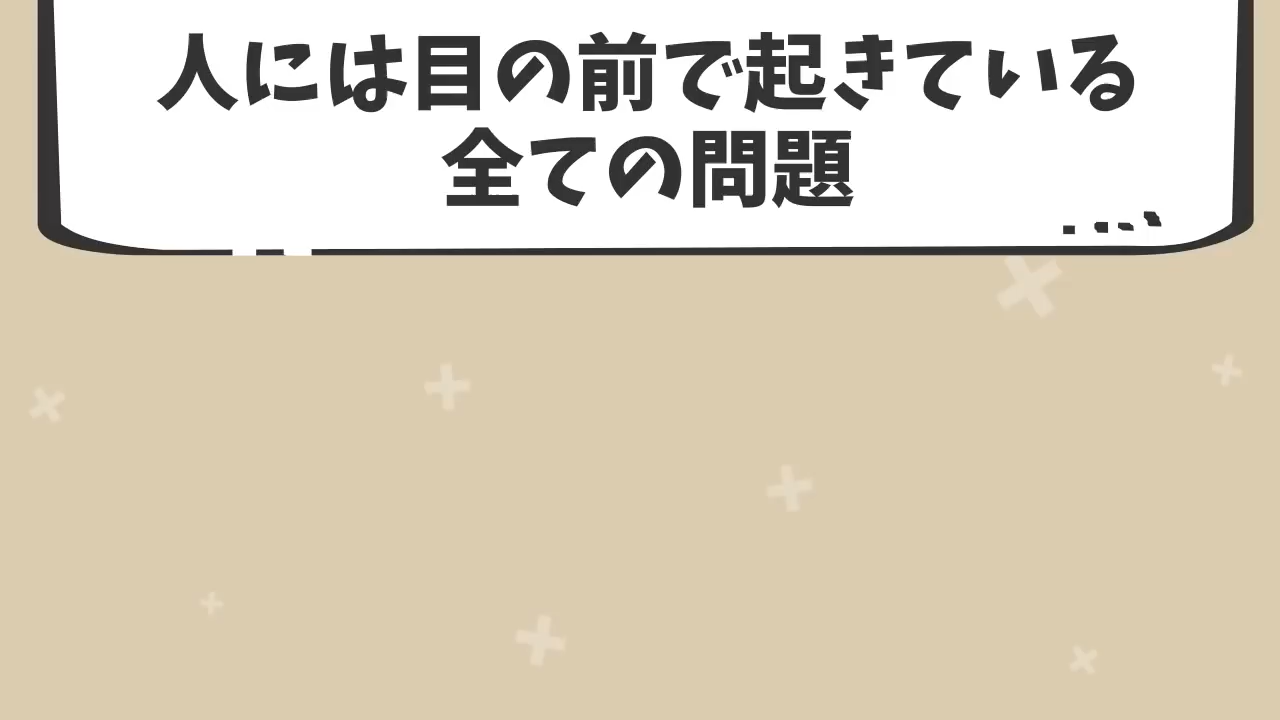 人には目の前で起きている
全ての問題